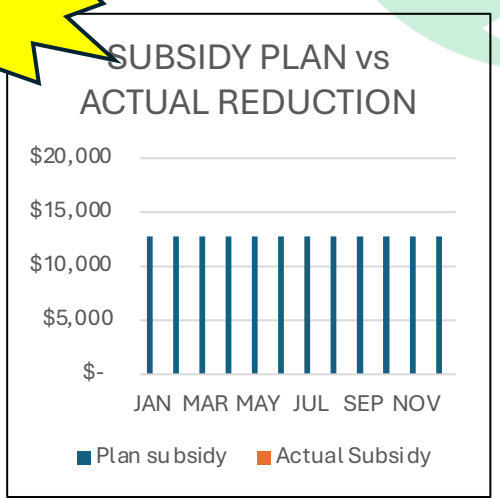 SUBSIDY PLAN vs
ACTUAL REDUCTION
$20,000
$15,000
$10,000
$5,000
$-
JAN MAR MAY JUL SEP NOV
Plan subsidy Actual Subsidy